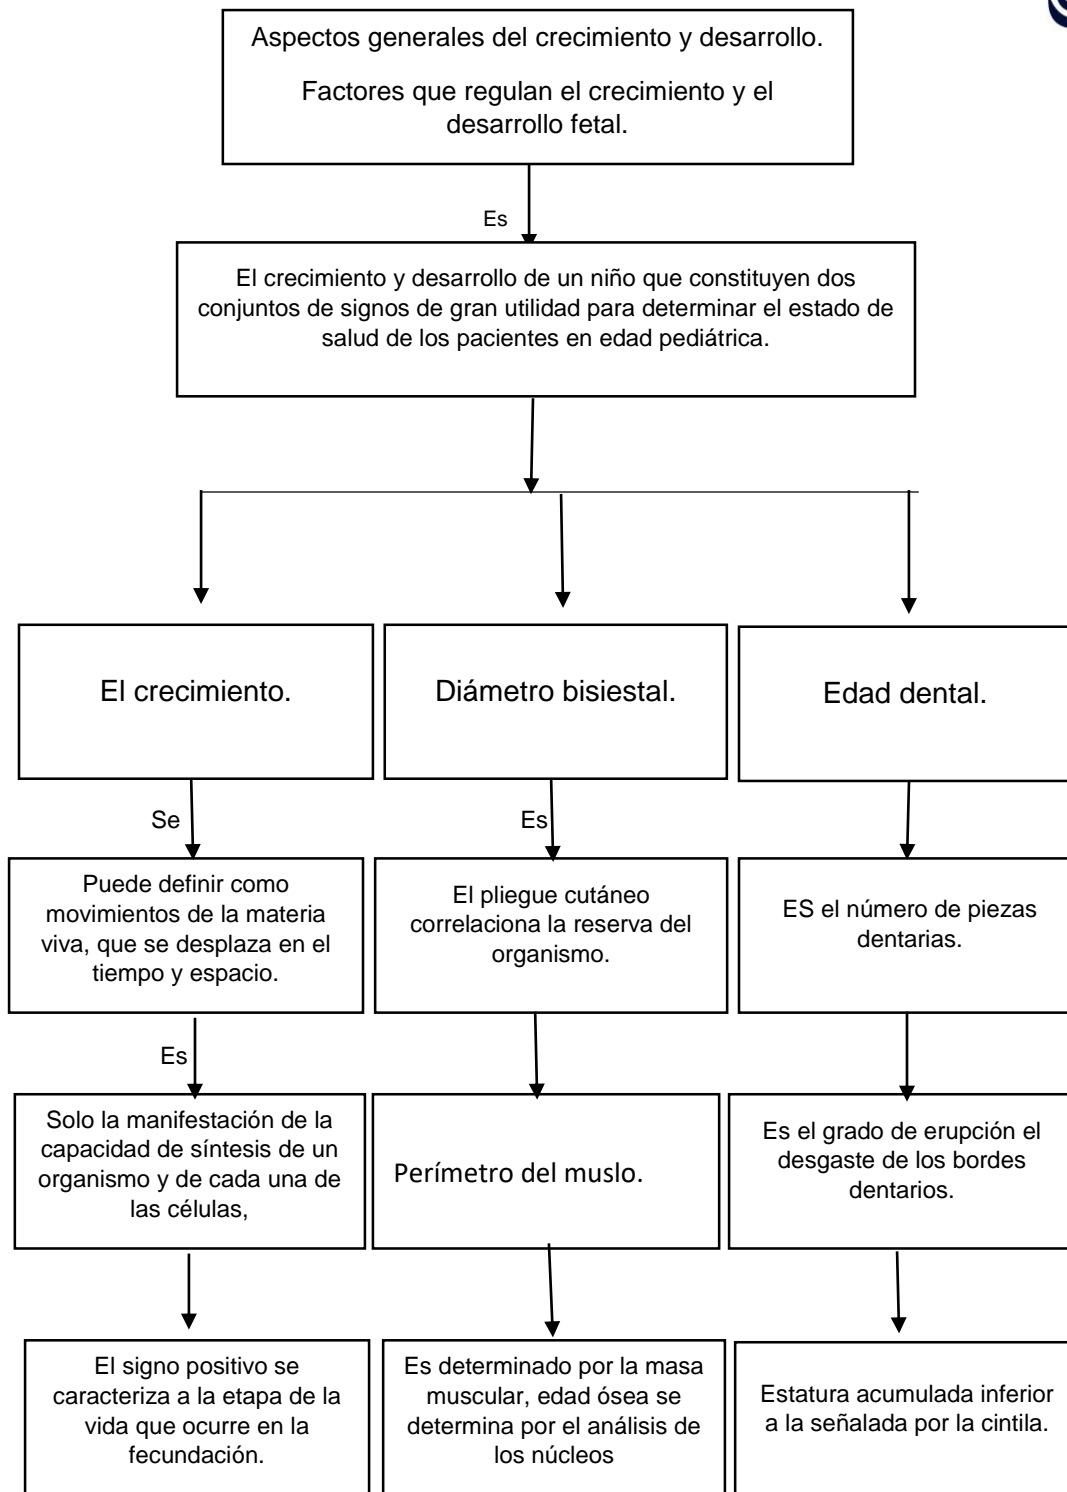 Aspectos generales del crecimiento y desarrollo.
Factores que regulan el crecimiento y el
desarrollo fetal.
Es
El crecimiento y desarrollo de un niño que constituyen dos
conjuntos de signos de gran utilidad para determinar el estado de
salud de los pacientes en edad pediátrica.
El crecimiento.
Diámetro bisiestal.
Edad dental.
Se
Es
Puede definir como
movimientos de la materia
viva, que se desplaza en el
tiempo y espacio.
El pliegue cutáneo
correlaciona la reserva del
organismo.
ES el número de piezas
dentarias.
Es
Solo la manifestación de la
capacidad de síntesis de un
organismo y de cada una de
las células,
Perímetro del muslo.
Es el grado de erupción el
desgaste de los bordes
dentarios.
El signo positivo se
caracteriza a la etapa de la
vida que ocurre en la
fecundación.
Es determinado por la masa
muscular, edad ósea se
determina por el análisis de
los núcleos
Estatura acumulada inferior
a la señalada por la cintila.